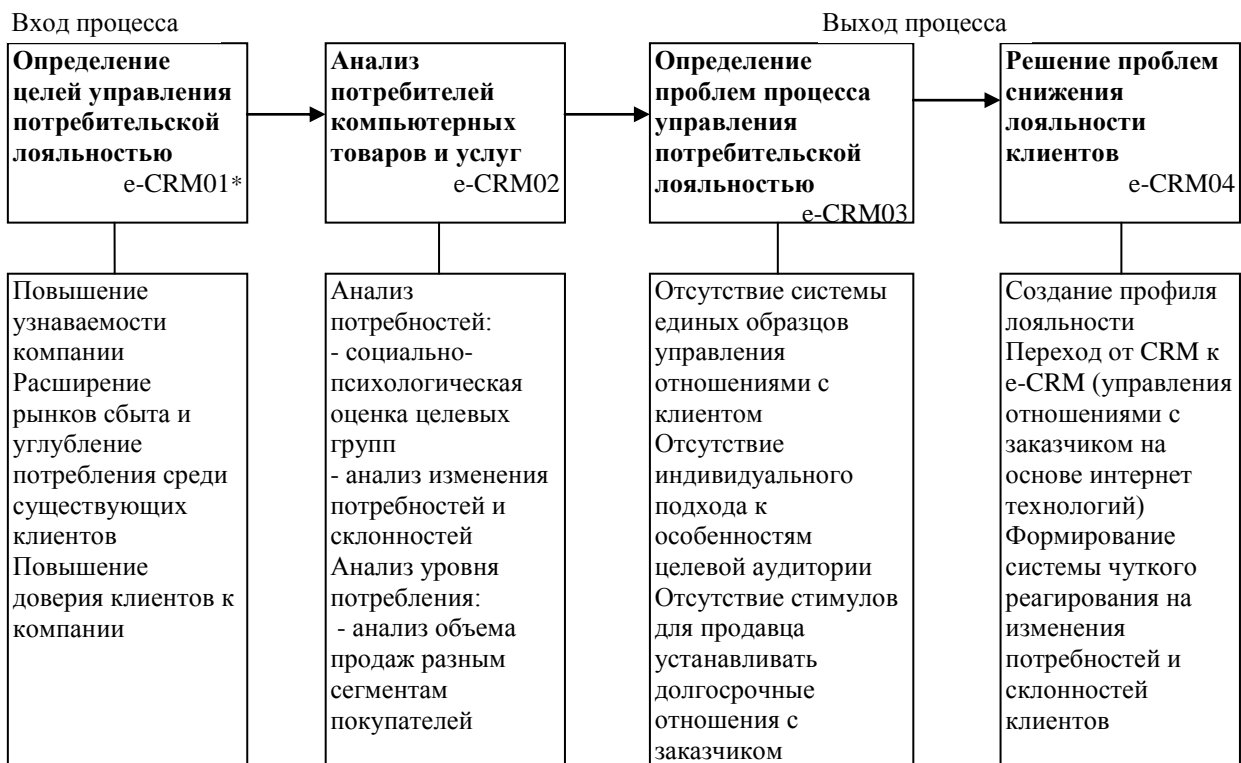 Вход процесса
Выход процесса
Определение
целей управления
потребительской
лояльностью
e-CRM01*
Анализ
потребителей
компьютерных
товаров и услуг
e-CRM02
Определение
проблем процесса
управления
потребительской
лояльностью
e-CRM03
Решение проблем
снижения
лояльности
клиентов
e-CRM04
Повышение
узнаваемости
компании
Расширение
рынков сбыта и
углубление
потребления среди
существующих
клиентов
Повышение
доверия клиентов к
компании
Анализ
потребностей:
- социально-
психологическая
оценка целевых
групп
- анализ изменения
потребностей и
склонностей
Анализ уровня
потребления:
- анализ объема
продаж разным
сегментам
покупателей
Отсутствие системы
единых образцов
управления
отношениями с
клиентом
Отсутствие
индивидуального
подхода к
особенностям
целевой аудитории
Отсутствие стимулов
для продавца
устанавливать
долгосрочные
отношения с
заказчиком
Создание профиля
лояльности
Переход от CRM к
e-CRM (управления
отношениями с
заказчиком на
основе интернет
технологий)
Формирование
системы чуткого
реагирования на
изменения
потребностей и
склонностей
клиентов